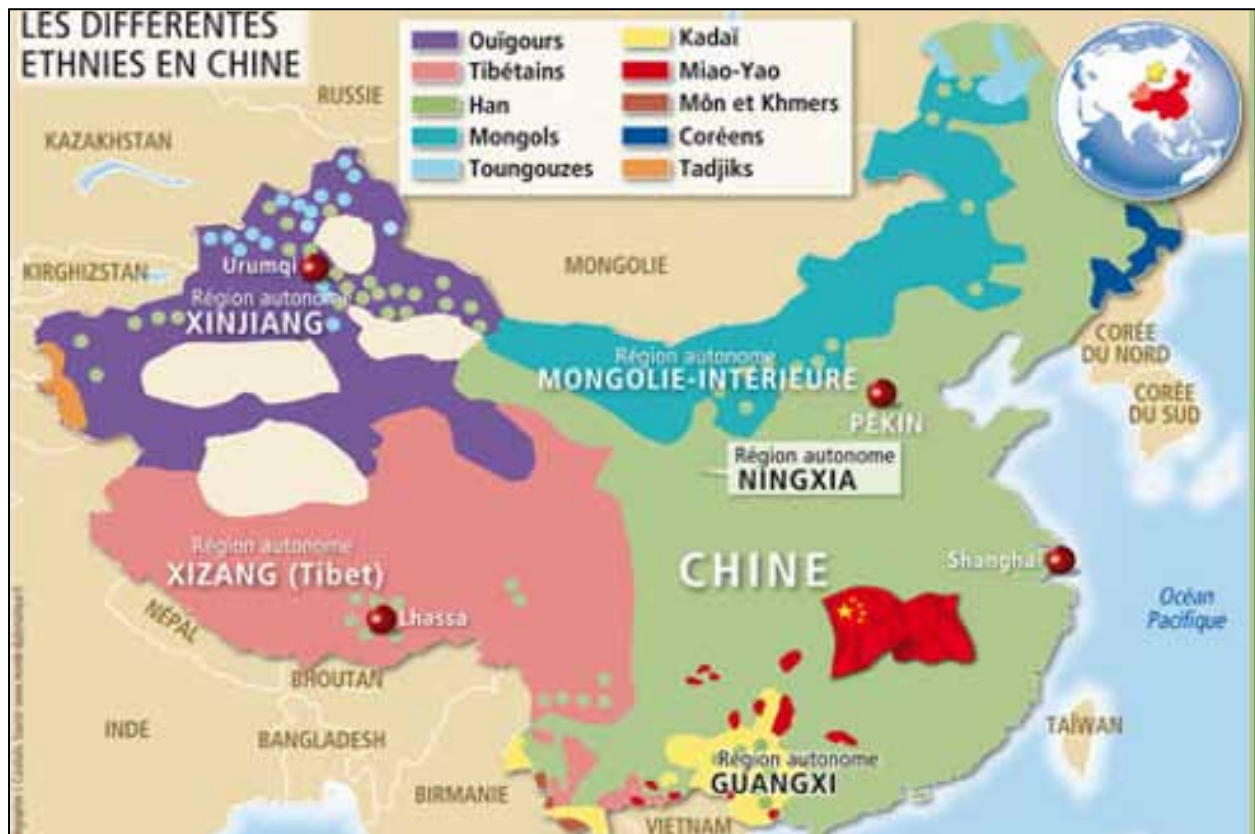 LES DIFFÉRENTES
ETHNIES EN CHINE
Ouïgours
Tibétains
Han
Mongols
Toungouzes
Kadaï
Miao-Yao
Môn et Khmers
Coréens
Tadjiks
RUSSIE
KAZAKHSTAN
KIRGHIZSTAN
MONGOLIE
Urumqi
Région autonome
XINJIANG
Région autonome
MONGOLIE-INTÉRIEURE
PÉKIN
CORÉE
DU NORD
CORÉE
DU SUD
Région autonome
NINGXIA
Région autonome
XIZANG (Tibet)
Lhassa
CHINE
Shanghai
Océan
Pacifique
NÉPAL
BHOUTAN
INDE
BANGLADESH
BIRMANIE
Région autonome
GUANGXI
VIETNAM
TAÏWAN